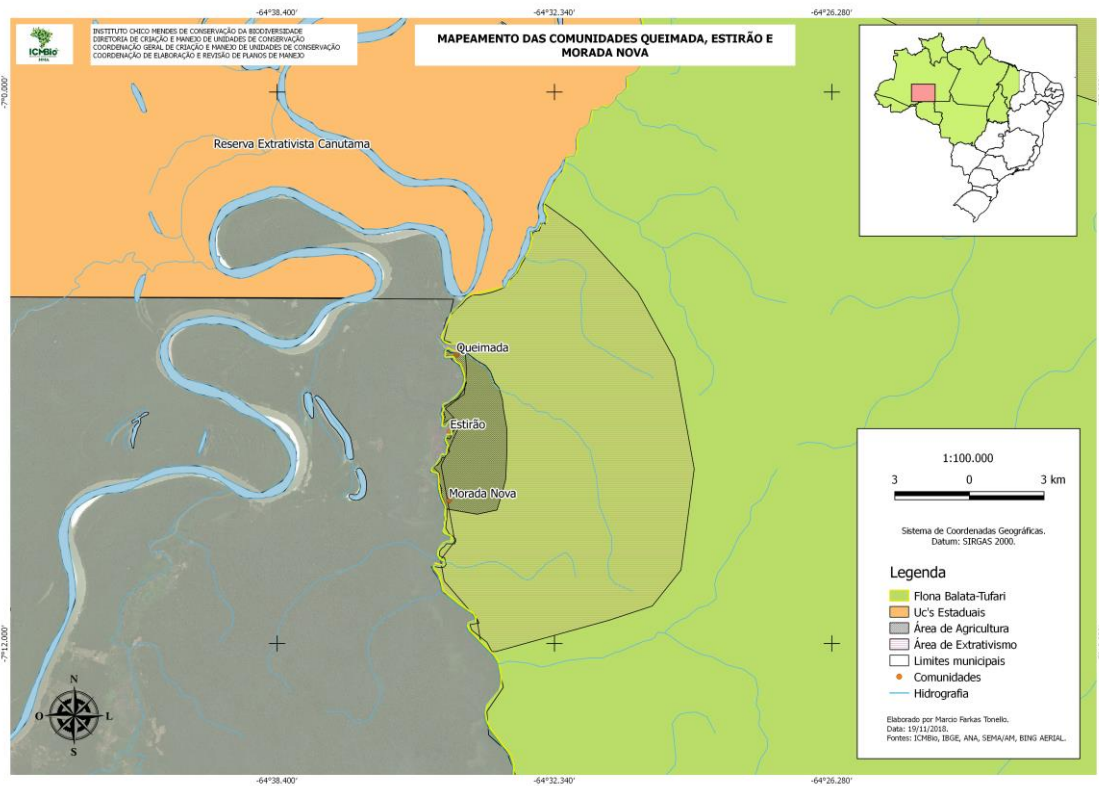 -64°38.400'
-64°32.340'
-64°26.280'
ICMBio
MMA
INSTITUTO CHICO MENDES DE CONSERVAÇÃO DA BIODIVERSIDADE
DIRETORIA DE CRIAÇÃO E MANEJO DE UNIDADES DE CONSERVAÇÃO
COORDENAÇÃO GERAL DE CRIAÇÃO E MANEJO DE UNIDADES DE CONSERVAÇÃO
COORDENAÇÃO DE ELABORAÇÃO E REVISÃO DE PLANOS DE MANEJO
MAPEAMENTO DAS COMUNIDADES QUEIMADA, ESTIRÃO E
MORADA NOVA
-7°0.000'
Reserva Extrativista Canutama
Queimada
Estirão
Morada Nova
-7°12.000'
1:100.000
3 0 3 km
Sistema de Coordenadas Geográficas.
Datum: SIRGAS 2000.
Legenda
Flona Balata-Tufari
Uc's Estaduais
Área de Agricultura
Área de Extrativismo
Limites municipais
Comunidades
Hidrografia
Elaborado por Marcio Farkas Tonello.
Data: 19/11/2018.
Fontes: ICMBio, IBGE, ANA, SEMA/AM, BING AERIAL.
N
O L
S
-64°38.400'
-64°32.340'
-64°26.280'